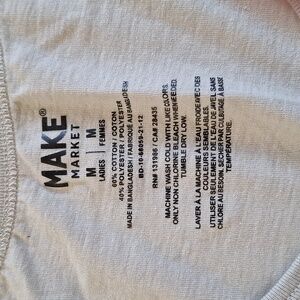 MAKE®
MARKET
M M
LADIES FEMMES
60% COTTON / COTON
40% POLYESTER / POLYESTER
MADE IN BANGLADESH / FABRIQUÉ AU BANGLADESH
RN# 131986 / CA# 28435
MACHINE WASH COLD WITH LIKE COLORS.
ONLY NON CHLORINE BLEACH WHEN NEEDED.
TUMBLE DRY LOW.
LAVER À LA MACHINE À L'EAU FROIDE AVEC DES
COULEURS SEMBLABLES.
UTILISER SEULEMENT DE L'EAU DE JAVEL SANS
CHLORE AU BESOIN. SÉCHER PAR CULBUTAGE À BASSE
TEMPÉRATURE.